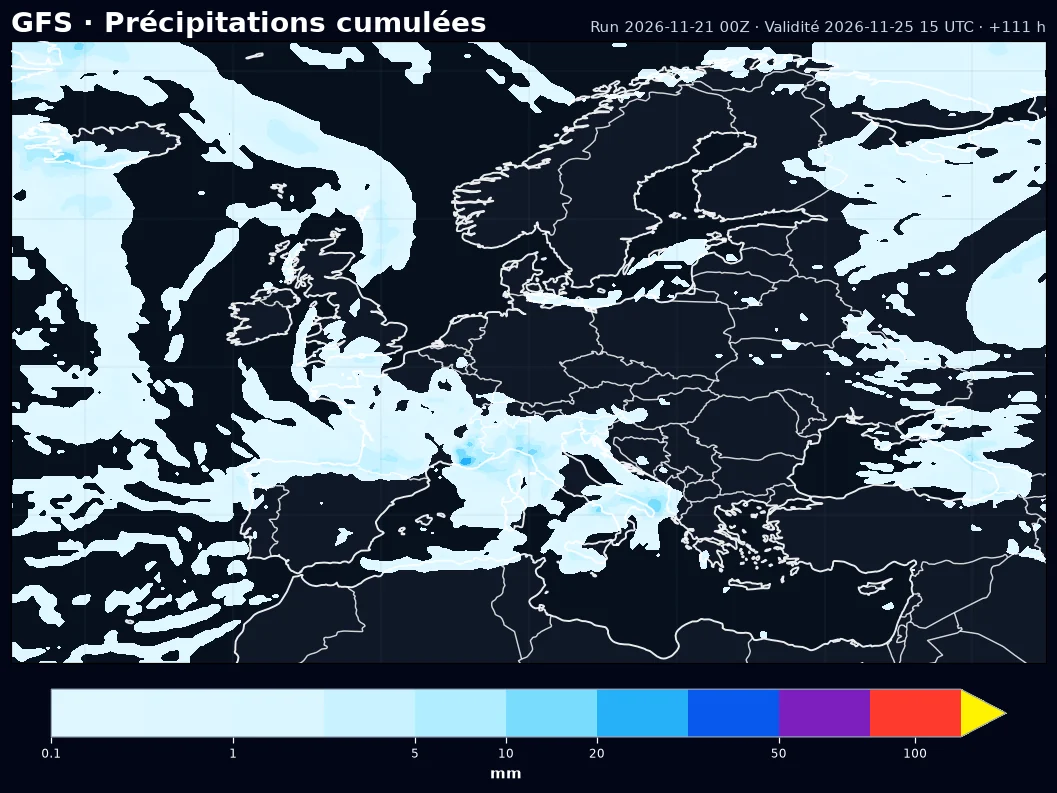 GFS · Précipitations cumulées
Run 2026-11-21 00Z · Validité 2026-11-25 15 UTC · +111 h
0.1 1 5 10 20 50 100
mm